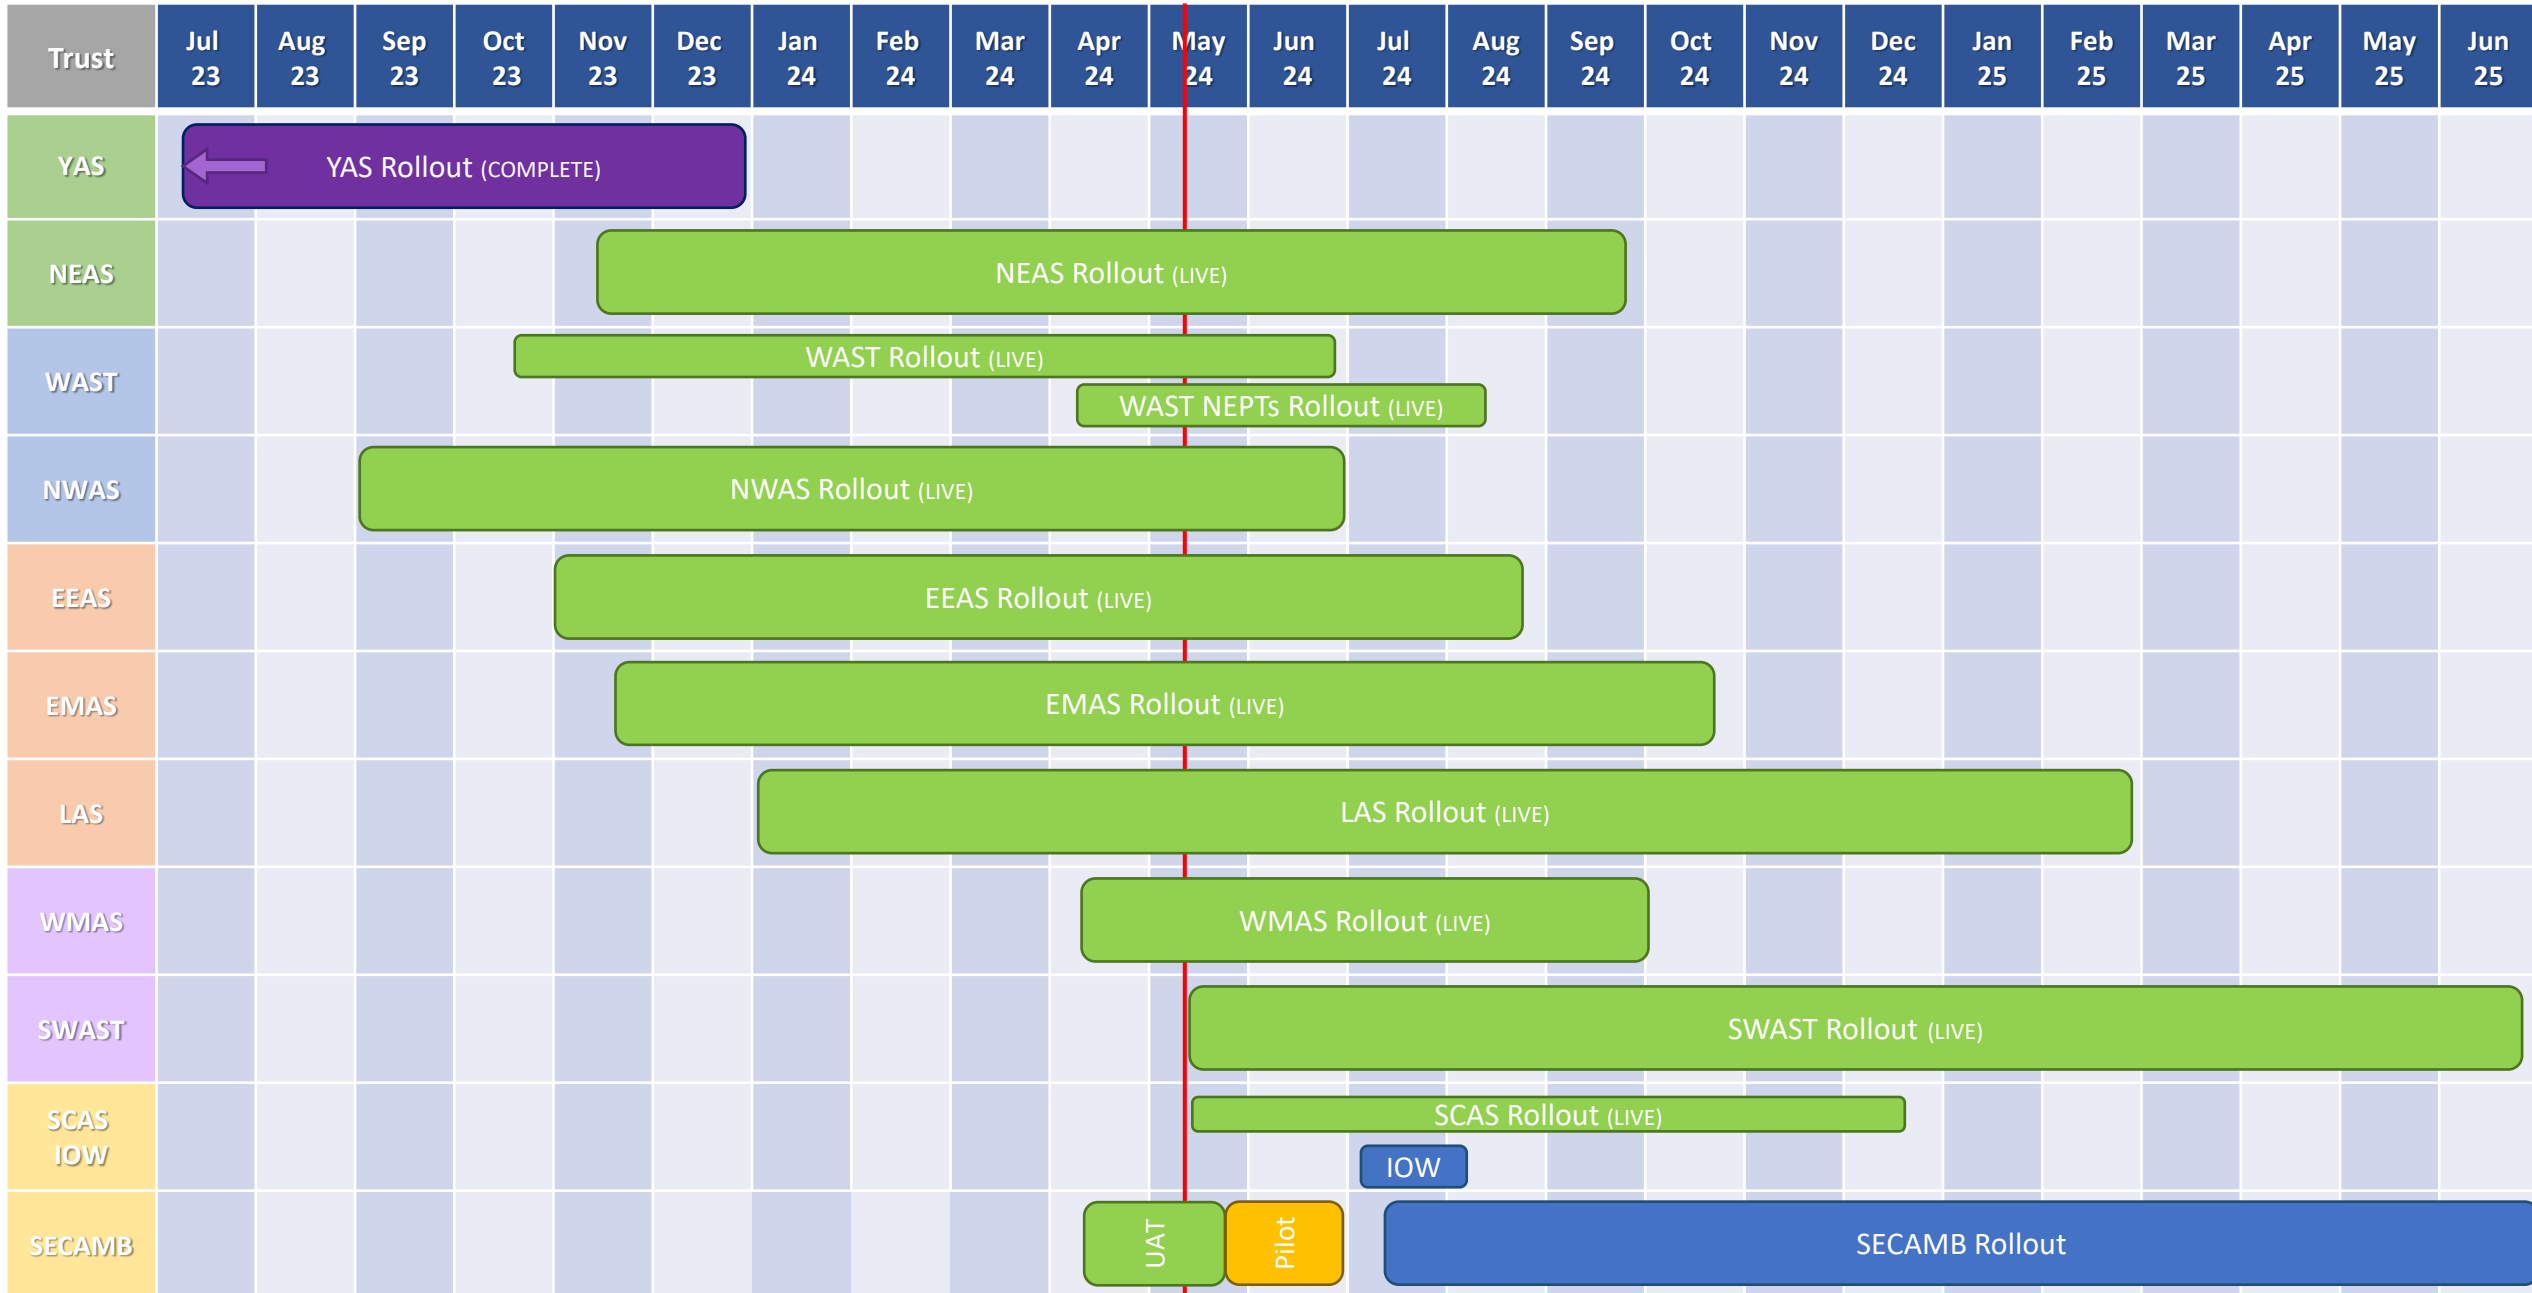 Trust
Jul
23
Aug
23
Sep
23
Oct
23
Nov
23
Dec
23
Jan
24
Feb
24
Mar
24
Apr
24
May
24
Jun
24
Jul
24
Aug
24
Sep
24
Oct
24
Nov
24
Dec
24
Jan
25
Feb
25
Mar
25
Apr
25
May
25
Jun
25
YAS
YAS Rollout (COMPLETE)
NEAS
NEAS Rollout (LIVE)
WAST
WAST Rollout (LIVE)
WAST NEPTs Rollout (LIVE)
NWAS
NWAS Rollout (LIVE)
EEAS
EEAS Rollout (LIVE)
EMAS
EMAS Rollout (LIVE)
LAS
LAS Rollout (LIVE)
WMAS
WMAS Rollout (LIVE)
SWAST
SWAST Rollout (LIVE)
SCAS
IOW
SCAS Rollout (LIVE)
IOW
SECAMB
UAT
Pilot
SECAMB Rollout